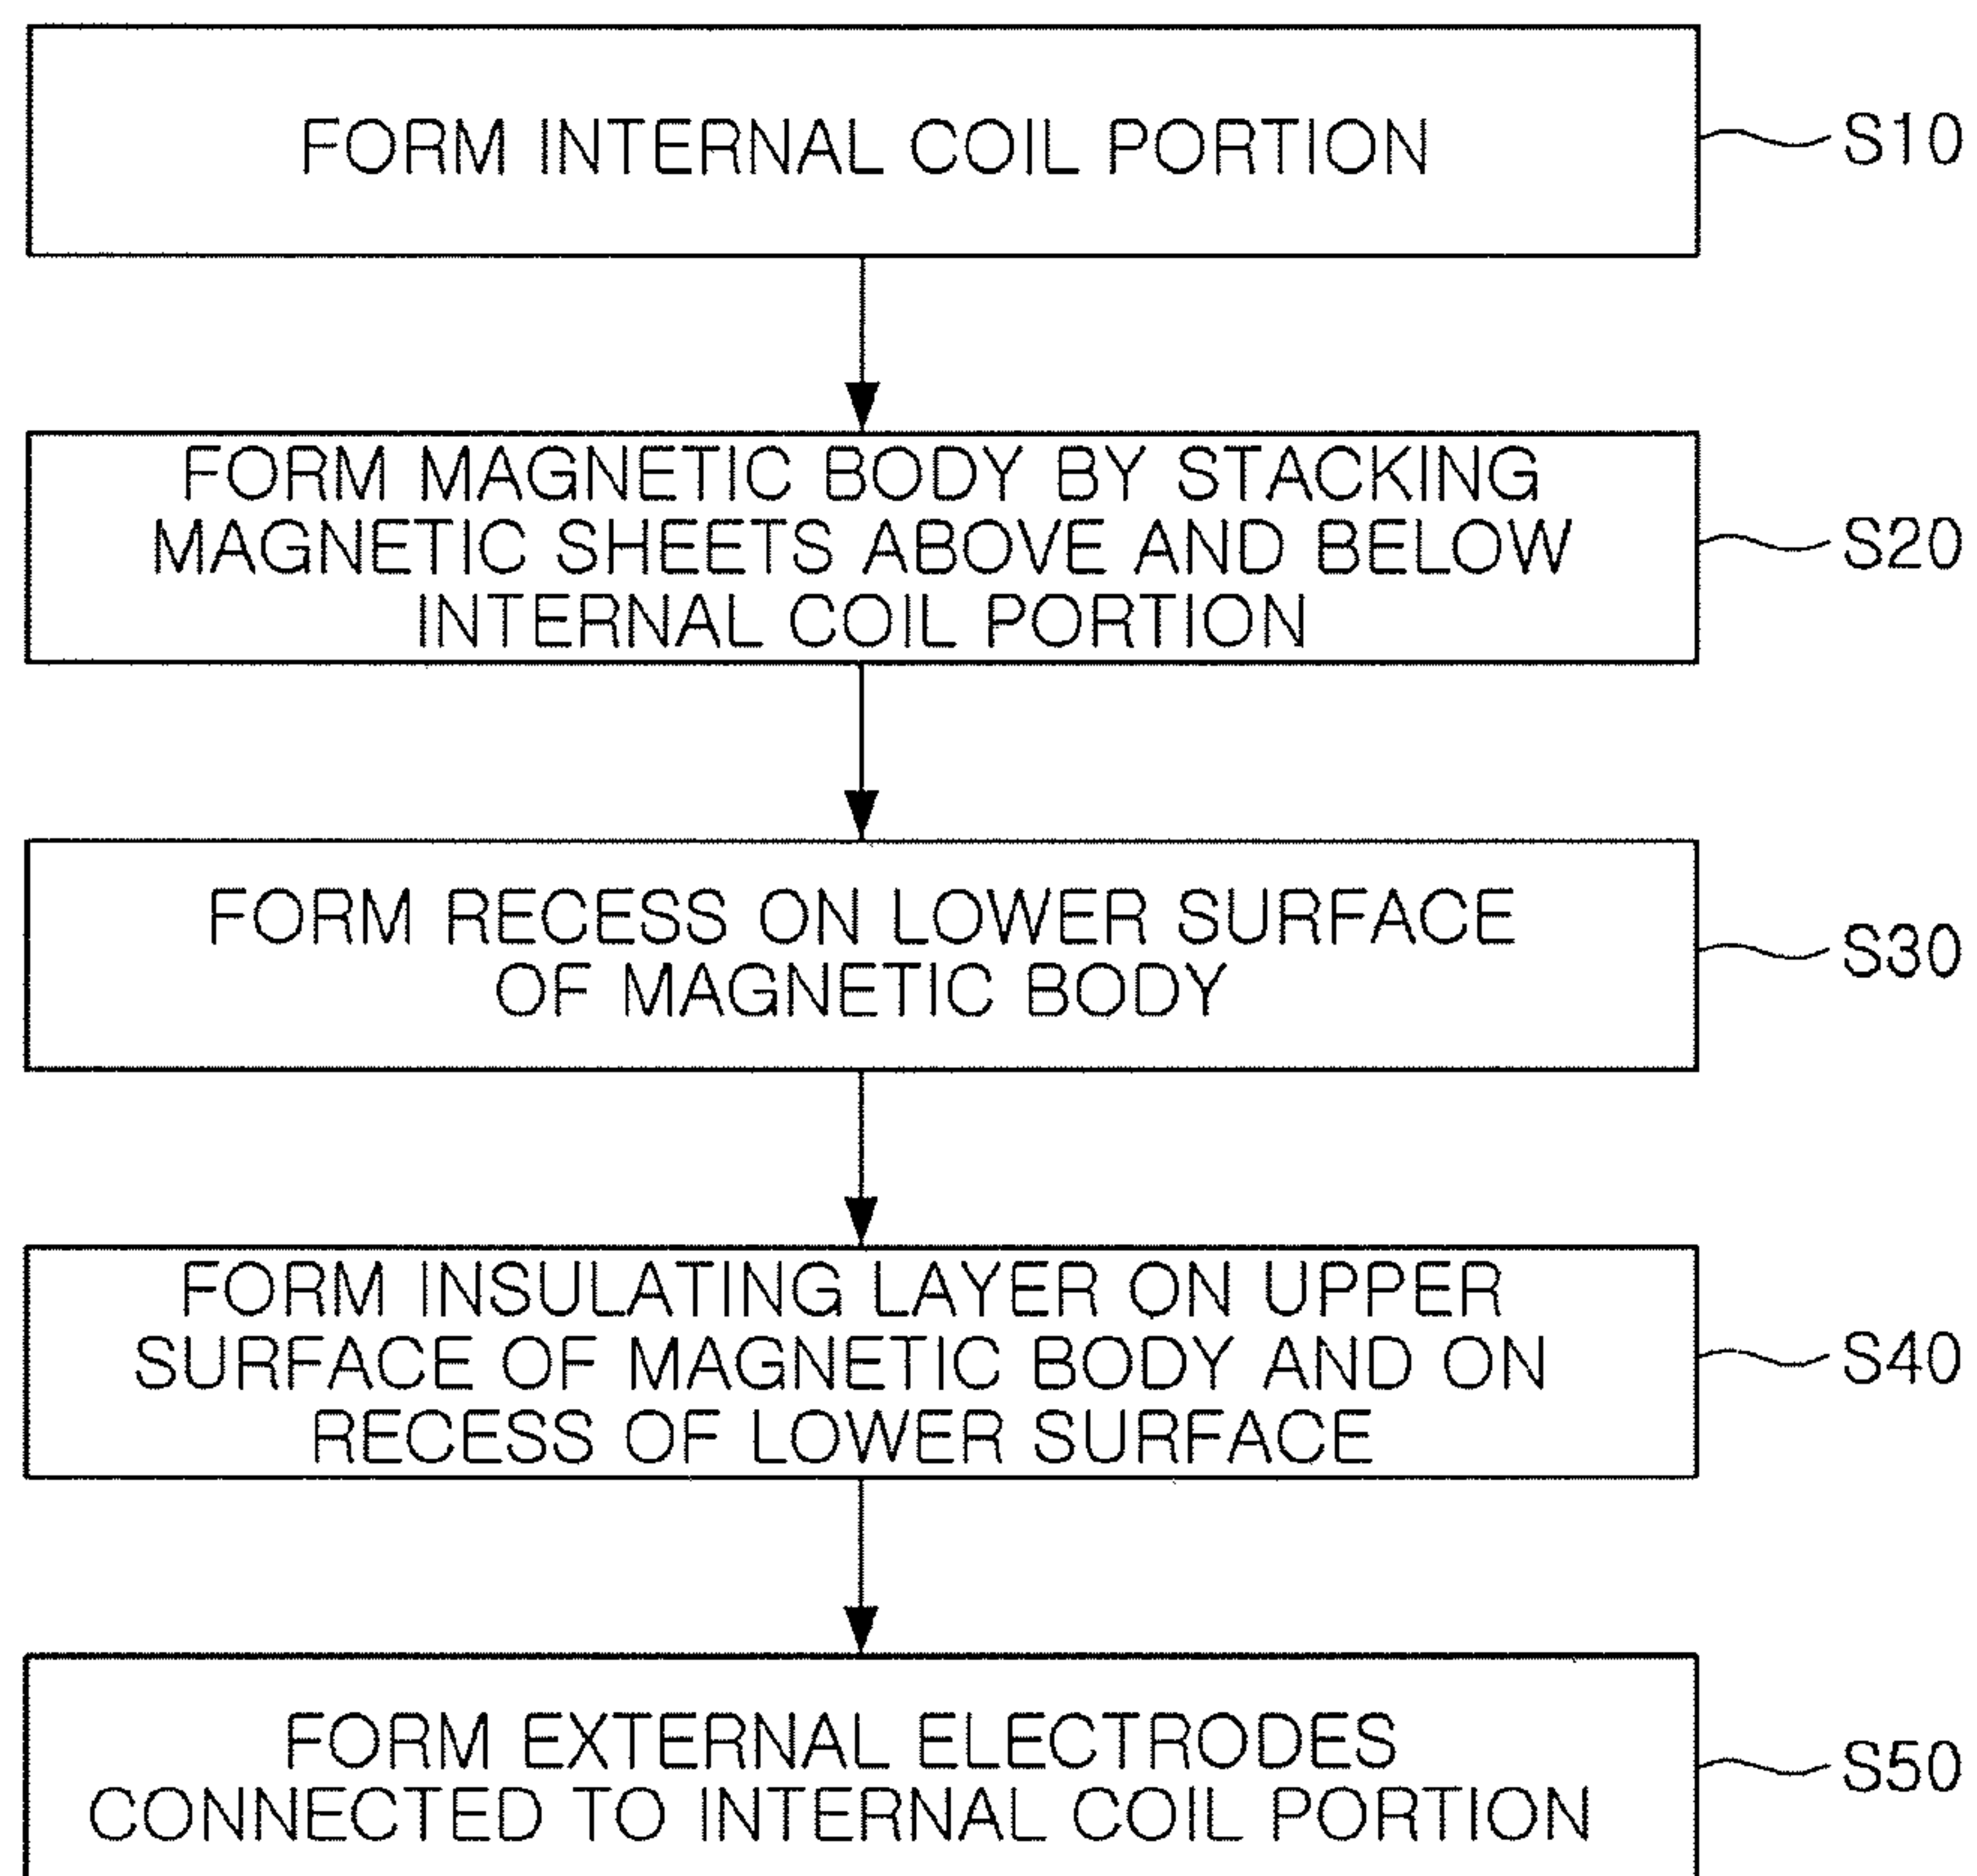 FORM INTERNAL COIL PORTION
S10
FORM MAGNETIC BODY BY STACKING
MAGNETIC SHEETS ABOVE AND BELOW
INTERNAL COIL PORTION
S20
FORM RECESS ON LOWER SURFACE
OF MAGNETIC BODY
S30
FORM INSULATING LAYER ON UPPER
SURFACE OF MAGNETIC BODY AND ON
RECESS OF LOWER SURFACE
S40
FORM EXTERNAL ELECTRODES
CONNECTED TO INTERNAL COIL PORTION
S50